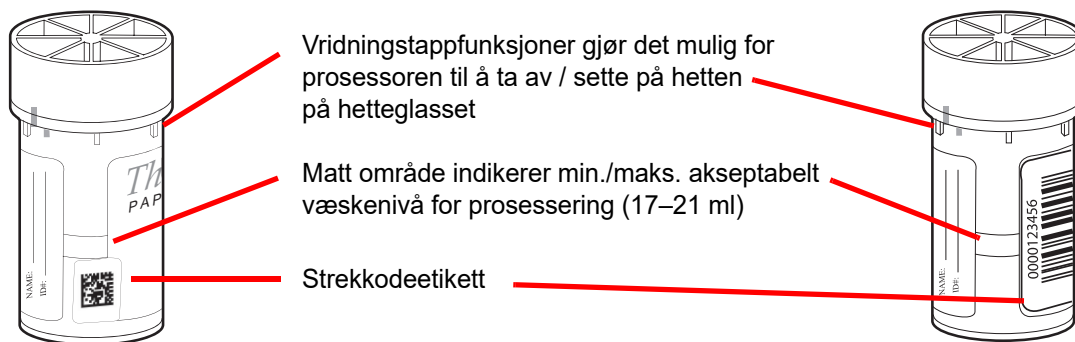 Vridningstappfunksjoner gjør det mulig for
prosessoren til å ta av / sette på hetten
på hetteglasset
Matt område indikerer min./maks. akseptabelt
væskenivå for prosessering (17–21 ml)
Strekkodeetikett
Th
PAP
NAME:
ID#:
NAME:
ID#:
0000123456